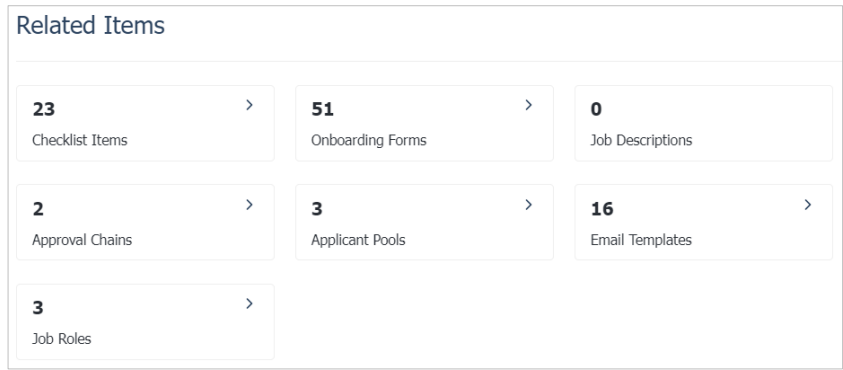 Related Items
23
Checklist Items
51
Onboarding Forms
0
Job Descriptions
2
Approval Chains
3
Applicant Pools
16
Email Templates
3
Job Roles